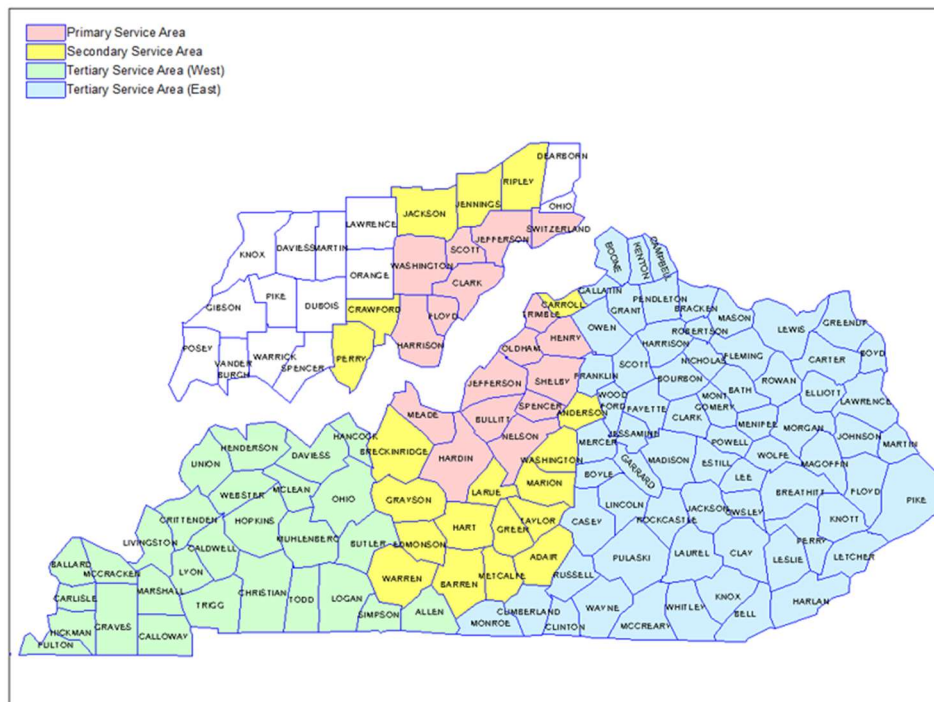 Primary Service Area
Secondary Service Area
Tertiary Service Area (West)
Tertiary Service Area (East)
DEARBORN
RIPLEY
JENNINGS
OHIO
JACKSON
LAWRENCE
SWITZERLAND
JEFFERSON
SCOTT
KNOX
DAVIESS
MARTIN
WASHINGTON
ORANGE
CLARK
PIKE
GIBSON
DUBOIS
CRAWFORD
FLOYD
HARRISON
POSEY
VANDER
BURGH
WARRICK
SPENCER
PERRY
BOONE
KENTON
CAMPBELL
GALLATIN
CARROLL
TRIMBLE
GRANT
PENDLETON
BRACKEN
MASON
OWEN
ROBERTSON
LEWIS
GREENUP
HENRY
OLDHAM
HARRISON
NICHOLAS
FLEMING
CARTER
BOYD
JEFFERSON
SHELBY
FRANKLIN
SCOTT
BOURBON
BATH
ROWAN
ELLIOTT
LAWRENCE
MEADE
BULLITT
SPENCER
ANDERSON
WOOD
FORD
FAYETTE
CLARK
MONT
GOMERY
MENIFEE
MORGAN
HANCOCK
BRECKINRIDGE
HARDIN
NELSON
WASHINGTON
MERCER
JESSAMINE
POWELL
WOLFE
JOHNSON
MARTIN
MAGOFFIN
HENDERSON
DAVIESS
UNION
BOYLE
GARRARD
MADISON
ESTILL
LEE
MARION
LARUE
GRAYSON
MCLEAN
OHIO
WEBSTER
BREATHITT
FLOYD
PIKE
KNOTT
CRITTENDEN
HOPKINS
LINCOLN
JACKSON
OWSLEY
CASEY
ROCKCASTLE
TAYLOR
HART
GREEN
LIVINGSTON
MUHLENBERG
BUTLER
EDMONSON
ADAIR
PERRY
LETCHER
LESLIE
CLAY
LAUREL
PULASKI
CALDWELL
BALLARD
MCCRACKEN
LYON
WARREN
BARREN
METCALFE
RUSSELL
CARLISLE
MARSHALL
TRIGG
CHRISTIAN
TODD
LOGAN
SIMPSON
ALLEN
MONROE
CUMBERLAND
CLINTON
WAYNE
MCCREARY
WHITLEY
KNOX
BELL
HARLAN
HICKMAN
FULTON
GRAVES
CALLOWAY